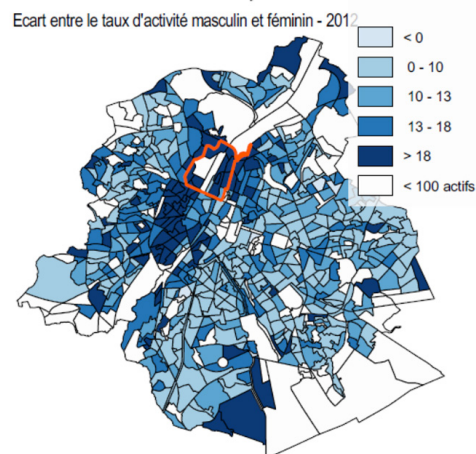 Ecart entre le taux d'activité masculin et féminin - 2012
< 0
0 - 10
10 - 13
13 - 18
> 18
< 100 actifs